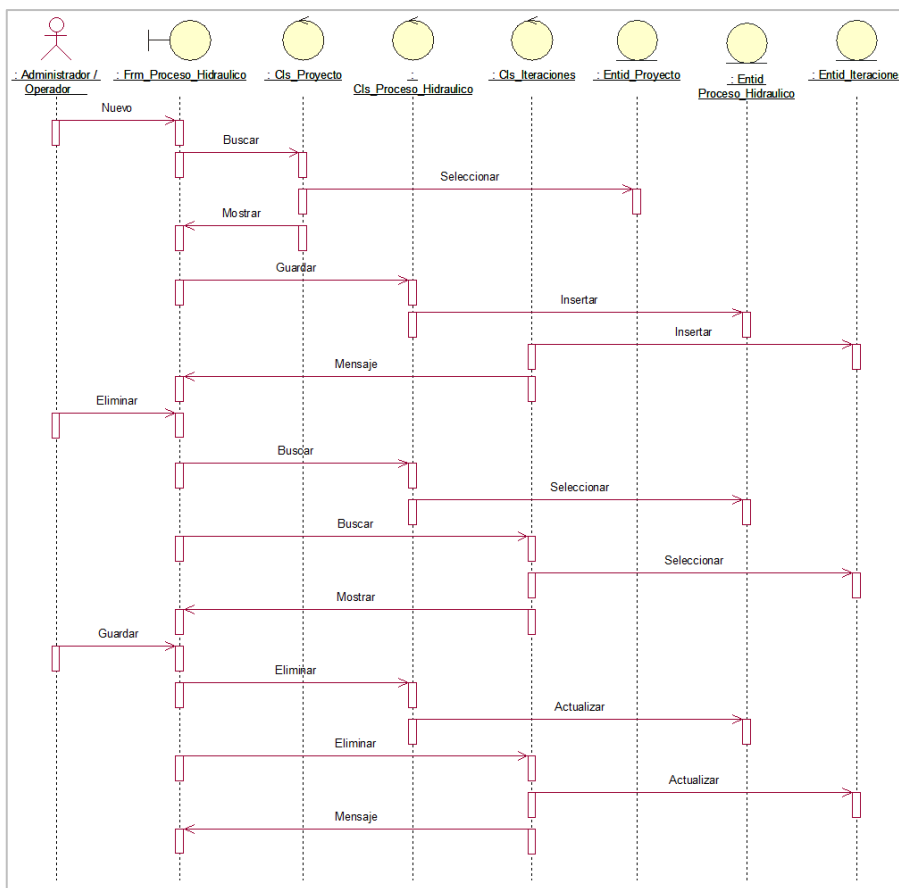 : Administrador /
Operador
: Frm_Proceso_Hidraulico
: Cls_Proyecto
:
Cls_Proceso_Hidraulico
: Cls_Iteraciones
: Entid_Proyecto
: Entid
Proceso_Hidraulico
: Entid_Iteracione
Nuevo
Buscar
Seleccionar
Mostrar
Guardar
Insertar
Insertar
Mensaje
Eliminar
Buscar
Seleccionar
Buscar
Seleccionar
Mostrar
Guardar
Eliminar
Actualizar
Eliminar
Actualizar
Mensaje